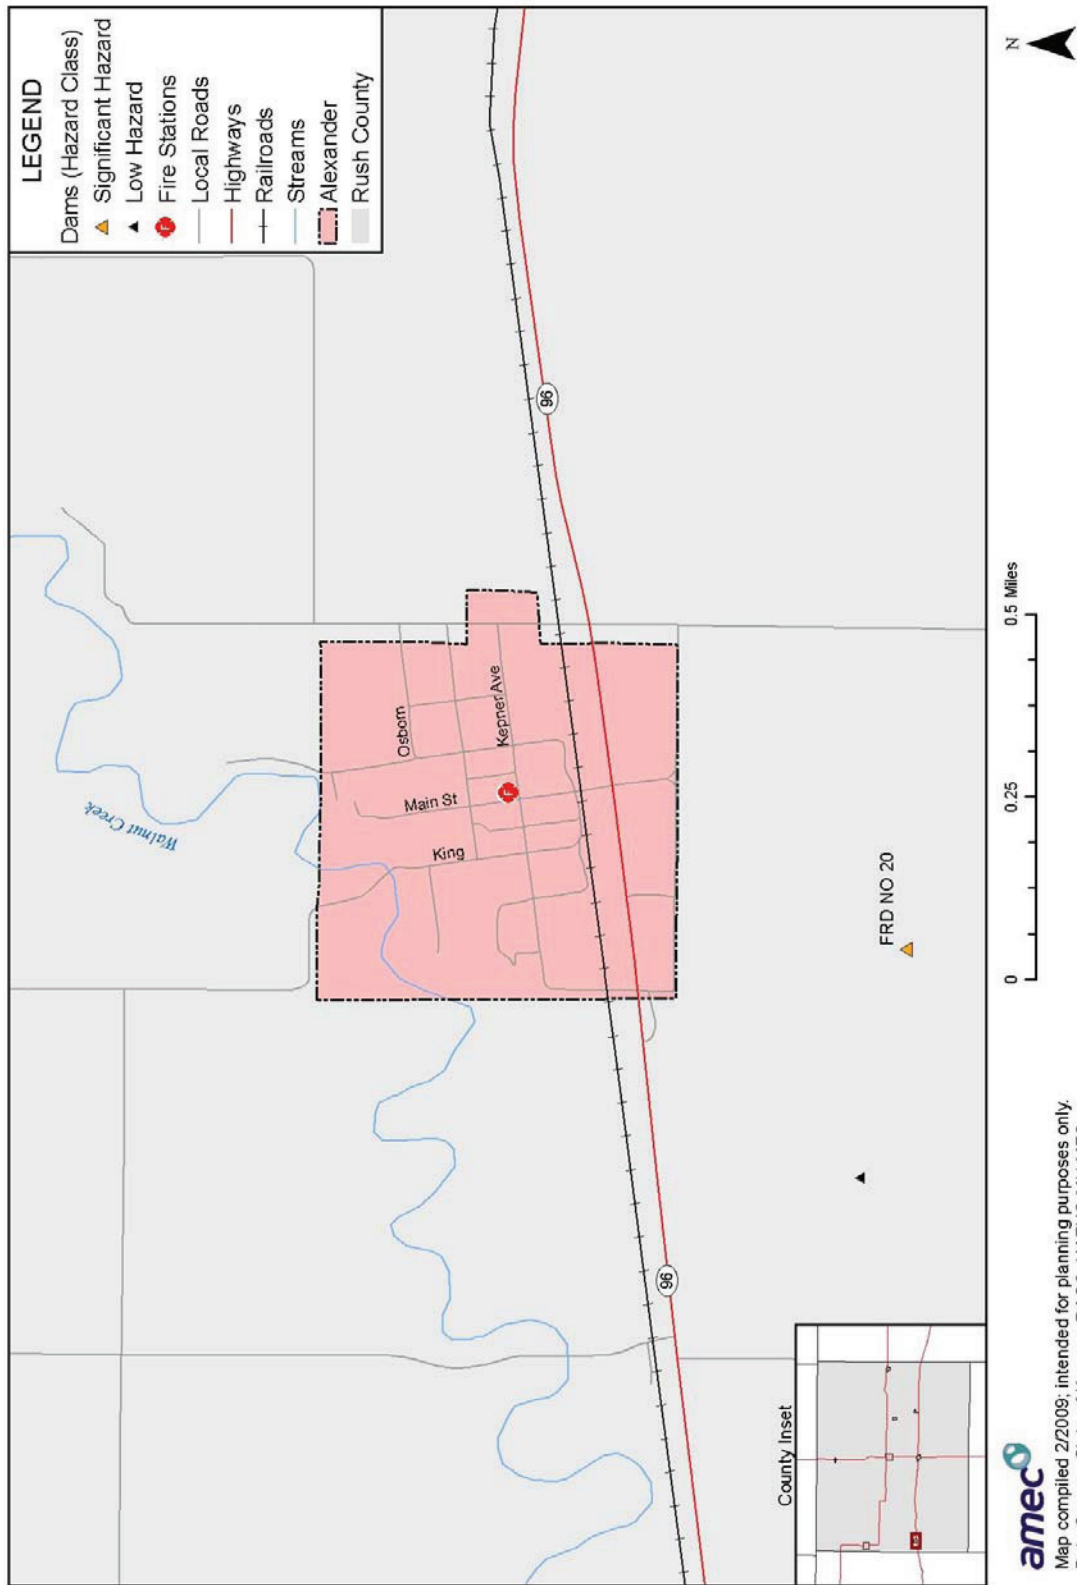 LEGEND
Dams (Hazard Class)
Significant Hazard
Low Hazard
F Fire Stations
Local Roads
Highways
Railroads
Streams
Alexander
Rush County
Walnut Creek
Osborn
Kepner Ave
Main St
F
King
96
96
FRD NO 20
County Inset
0 0.25 0.5 Miles
N
amec
Map compiled 2/2009; intended for planning purposes only.